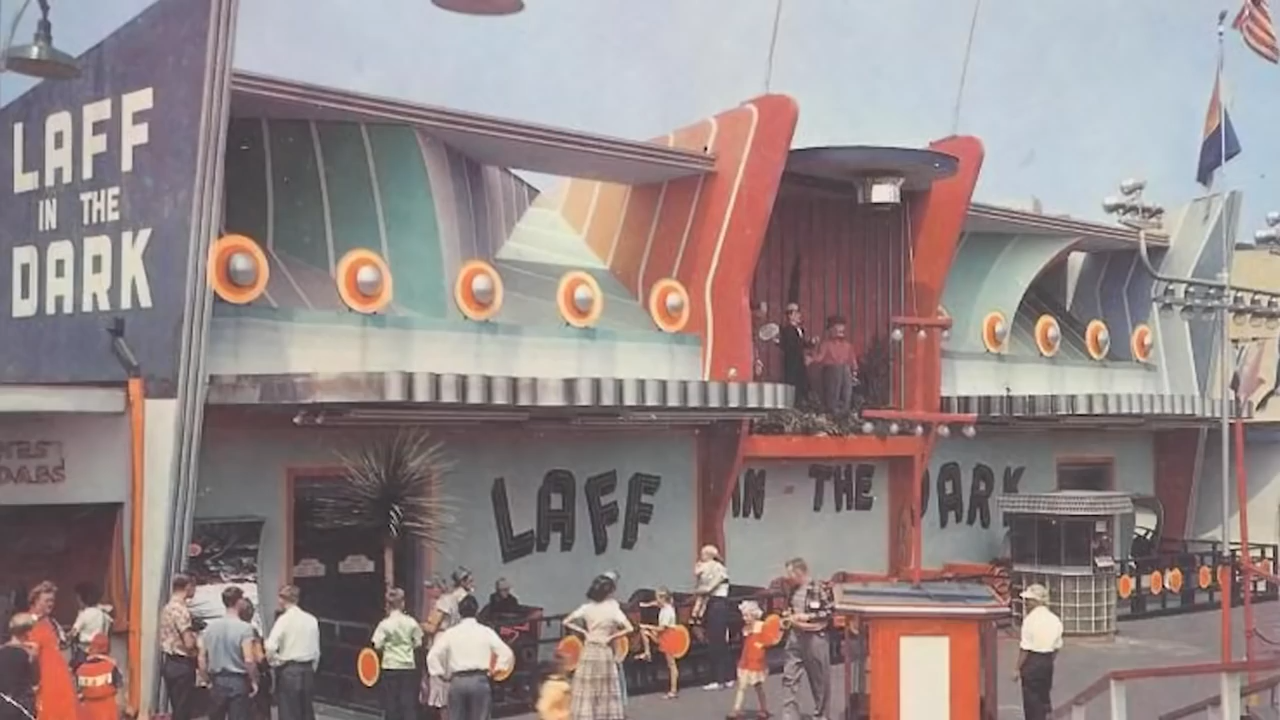 LAFF
IN THE
DARK
LAFF IN THE DARK